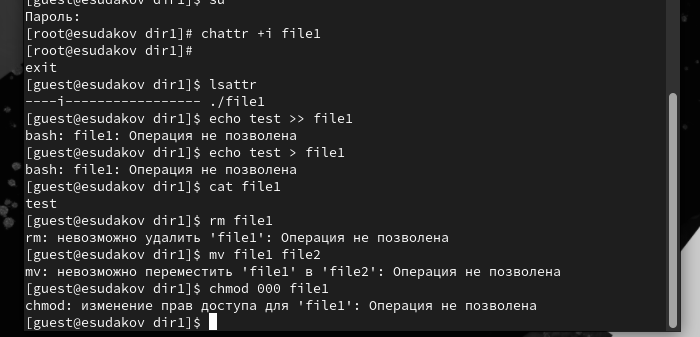 su
Пароль:
[root@esudakov dir1]# chattr +i file1
[root@esudakov dir1]#
exit
[guest@esudakov dir1]$ lsattr
----i----------------- ./file1
[guest@esudakov dir1]$ echo test >> file1
bash: file1: Операция не позволена
[guest@esudakov dir1]$ echo test > file1
bash: file1: Операция не позволена
[guest@esudakov dir1]$ cat file1
test
[guest@esudakov dir1]$ rm file1
rm: невозможно удалить 'file1': Операция не позволена
[guest@esudakov dir1]$ mv file1 file2
mv: невозможно переместить 'file1' в 'file2': Операция не позволена
[guest@esudakov dir1]$ chmod 000 file1
chmod: изменение прав доступа для 'file1': Операция не позволена
[guest@esudakov dir1]$